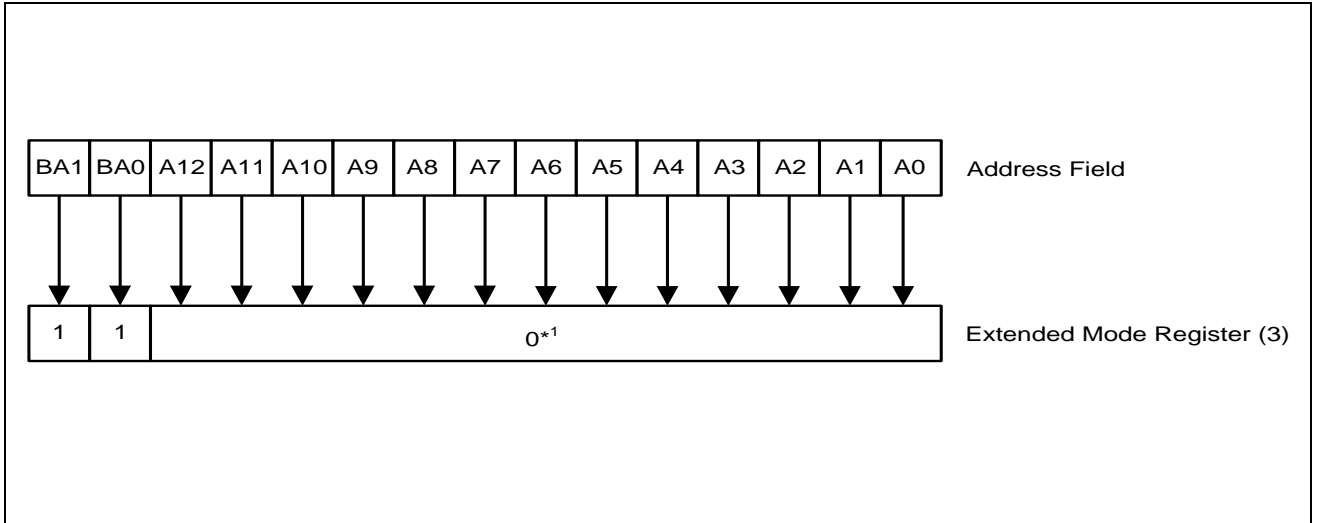 BA1 BA0 A12 A11 A10 A9 A8 A7 A6 A5 A4 A3 A2 A1 A0 Address Field
1 1 0*1 Extended Mode Register (3)